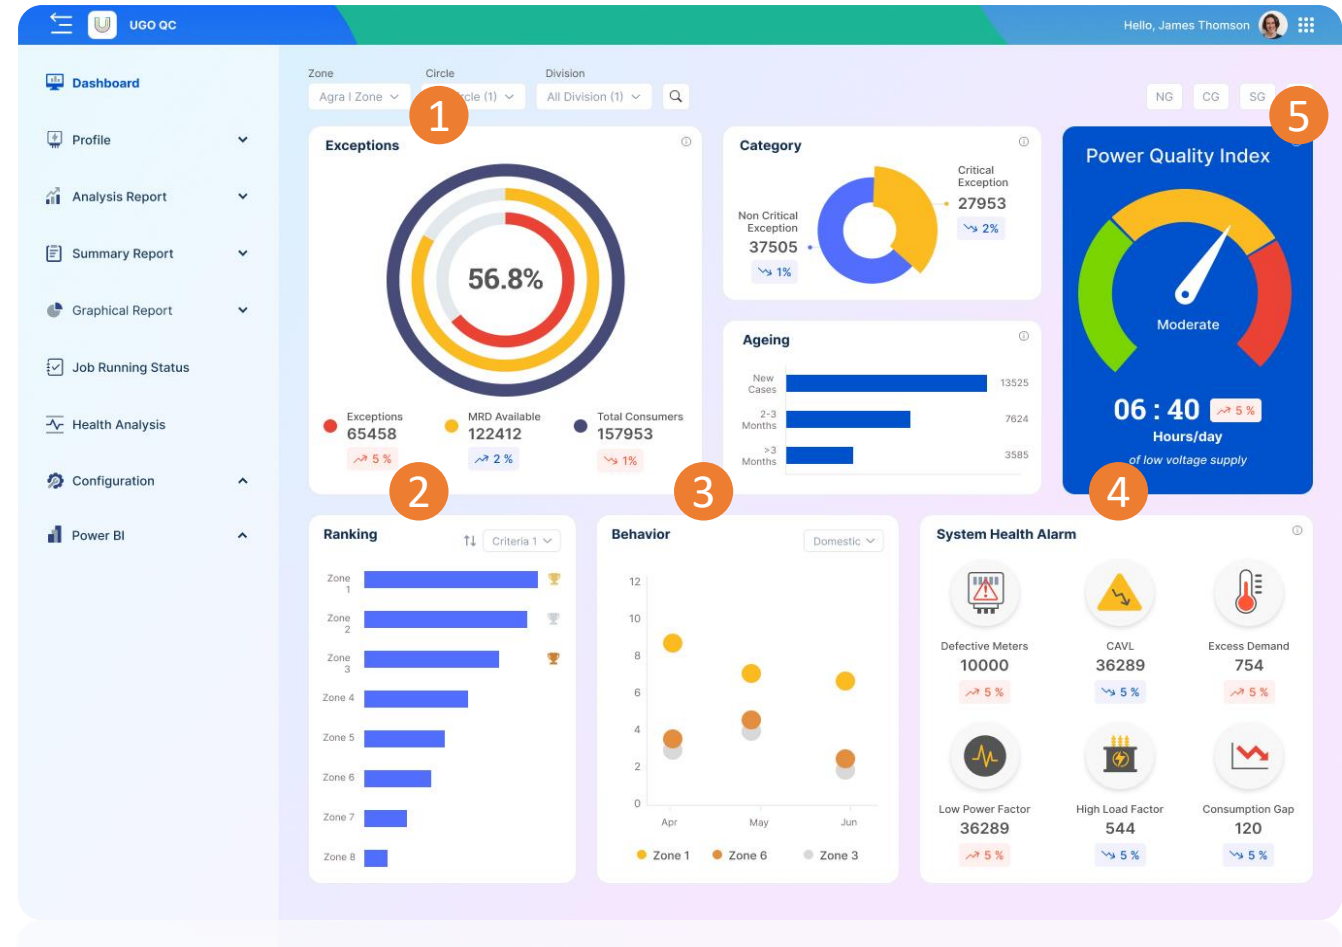 UGO QC
Hello, James Thomson
Dashboard
Profile
Analysis Report
Summary Report
Graphical Report
Job Running Status
Health Analysis
Configuration
Power BI
Zone
Circle
Division
Agra I Zone
rcle (1)
All Division (1)
NG
CG
SG
1
5
Exceptions
56.8%
Exceptions
65458
5 %
MRD Available
122412
2 %
Total Consumers
157953
1%
Category
Critical
Exception
27953
2%
Non Critical
Exception
37505
1%
Ageing
New
Cases
13525
2-3
Months
7624
>3
Months
3585
Power Quality Index
Moderate
06 : 40
5 %
Hours/day
of low voltage supply
2
3
4
Ranking
Criteria 1
Zone
1
Zone
2
Zone
3
Zone 4
Zone 5
Zone 6
Zone 7
Zone 8
Behavior
Domestic
12
10
8
6
4
2
0
Apr
May
Jun
Zone 1
Zone 6
Zone 3
System Health Alarm
Defective Meters
10000
5 %
CAVL
36289
5 %
Excess Demand
754
5 %
Low Power Factor
36289
5 %
High Load Factor
544
5 %
Consumption Gap
120
5 %